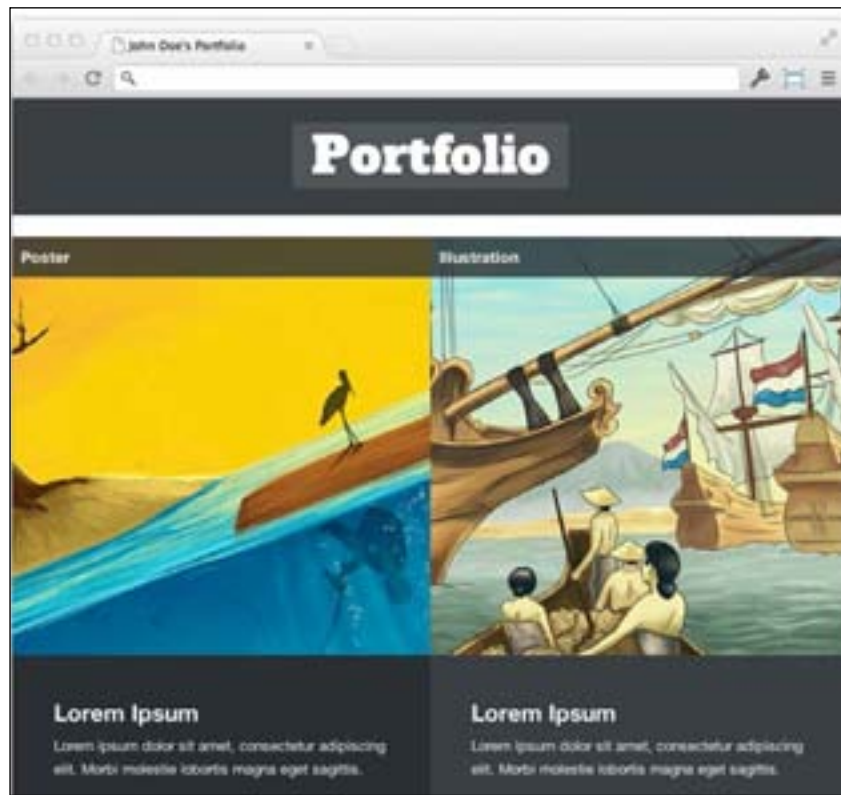 John Doe's Portfolio
Portfolio
Poster
Illustration
Lorem Ipsum
Lorem ipsum dolor sit amet, consectetur adipiscing
elit. Morbi molestie lobortis magna eget sagittis.
Lorem Ipsum
Lorem ipsum dolor sit amet, consectetur adipiscing
elit. Morbi molestie lobortis magna eget sagittis.